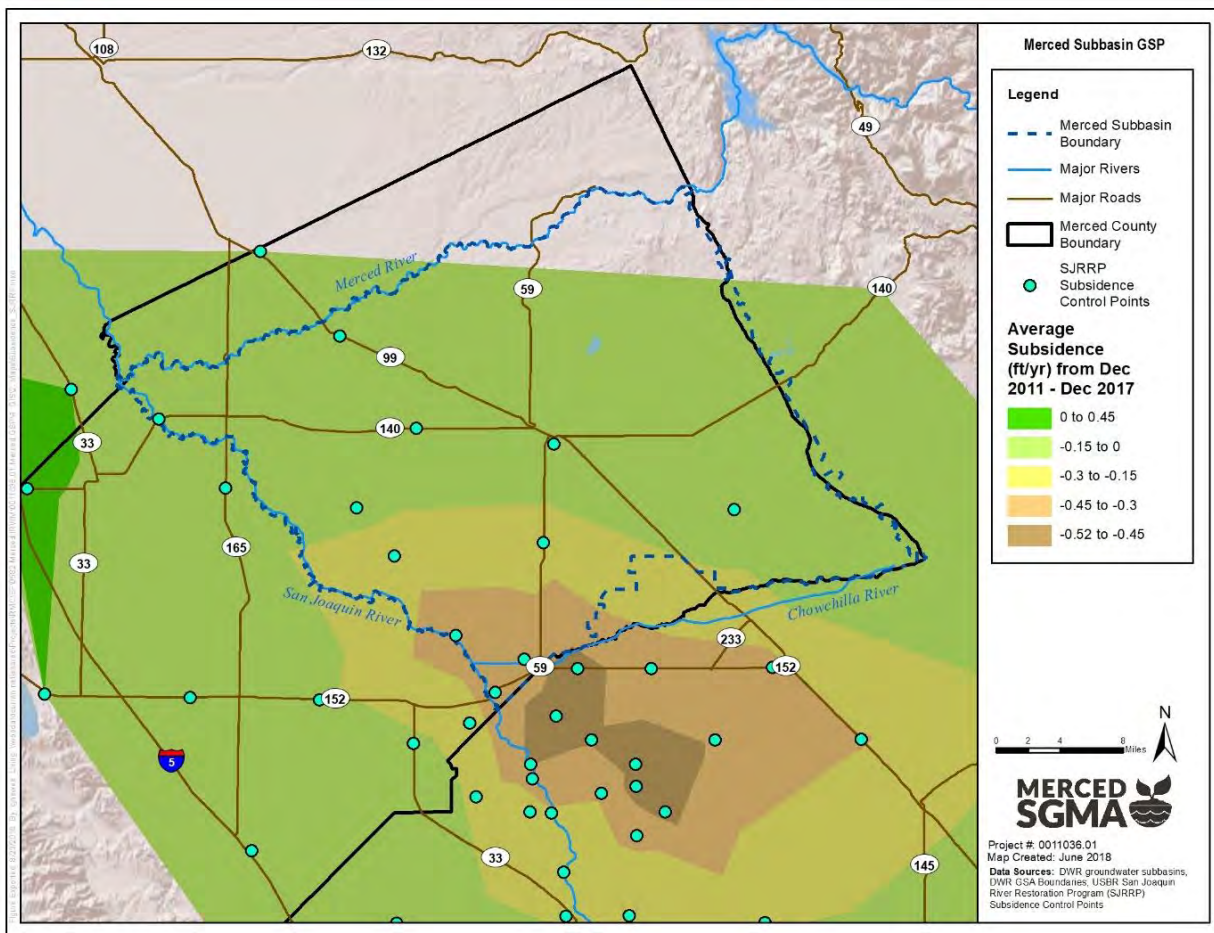 108
132
49
Merced River
59
140
99
33
140
165
33
San Joaquin River
Chowchilla River
233
59
152
152
5
33
145
Merced Subbasin GSP
Legend
Merced Subbasin
Boundary
Major Rivers
Major Roads
Merced County
Boundary
SJRRP
Subsidence
Control Points
Average
Subsidence
(ft/yr) from Dec
2011 - Dec 2017
0 to 0.45
-0.15 to 0
-0.3 to -0.15
-0.45 to -0.3
-0.52 to -0.45
N
0 2 4 8
Miles
MERCED
SGMA
Project #: 0011036.01
Map Created: June 2018
Data Sources: DWR groundwater subbasins,
DWR GSA Boundaries, USBR San Joaquin
River Restoration Program (SJRRP)
Subsidence Control Points